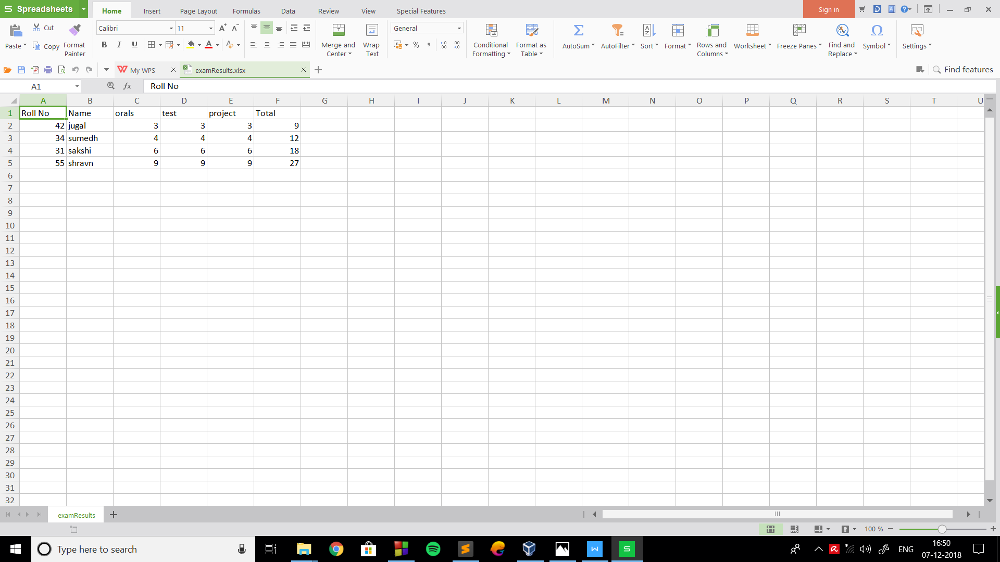 Spreadsheets
Home Insert Page Layout Formulas Data Review View Special Features Sign in
Paste Cut Copy Format Painter
Calibri 11
B I U A
Merge and Center Wrap Text
General
Conditional Formatting Format as Table
AutoSum AutoFilter Sort Format Rows and Columns Worksheet Freeze Panes Find and Replace Symbol Settings
My WPS examResults.xlsx Find features
A1 fx Roll No
A B C D E F G H I J K L M N O P Q R S T U
1 Roll No Name orals test project Total
2 42 jugal 3 3 3 9
3 34 sumedh 4 4 4 12
4 31 sakshi 6 6 6 18
5 55 shravn 9 9 9 27
6
7
8
9
10
11
12
13
14
15
16
17
18
19
20
21
22
23
24
25
26
27
28
29
30
31
32
examResults
100 %
Type here to search ENG 16:50
07-12-2018